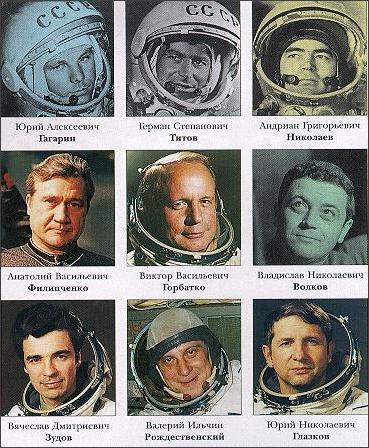 СССР
СССР
Юрий Алексеевич
Гагарин
Герман Степанович
Титов
Андриан Григорьевич
Николаев
Анатолий Васильевич
Филипченко
Виктор Васильевич
Горбатко
Владислав Николаевич
Волков
Вячеслав Дмитриевич
Зудов
Валерий Ильчин
Рождественский
Юрий Николаевич
Глазков